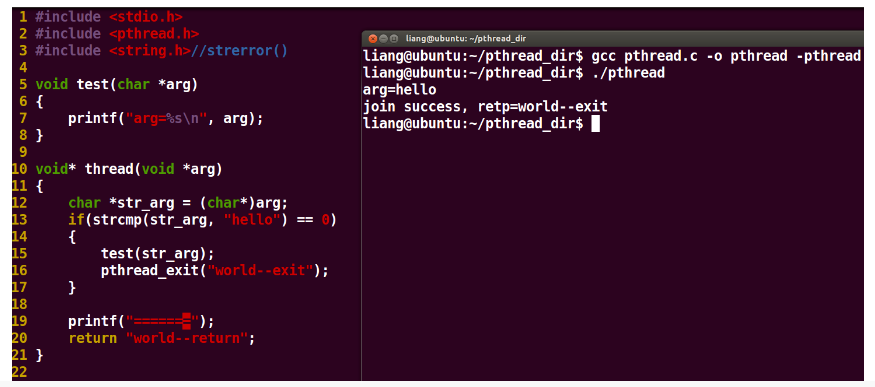 1 #include <stdio.h>
2 #include <pthread.h>
3 #include <string.h>//strerror()
4
5 void test(char *arg)
6 {
7     printf("arg=%s\n", arg);
8 }
9
10 void* thread(void *arg)
11 {
12     char *str_arg = (char*)arg;
13     if(strcmp(str_arg, "hello") == 0)
14     {
15         test(str_arg);
16         pthread_exit("world--exit");
17     }
18
19     printf("=======");
20     return "world--return";
21 }
22
liang@ubuntu: ~/pthread_dir
liang@ubuntu:~/pthread_dir$ gcc pthread.c -o pthread -pthread
liang@ubuntu:~/pthread_dir$ ./pthread
arg=hello
join success, retp=world--exit
liang@ubuntu:~/pthread_dir$